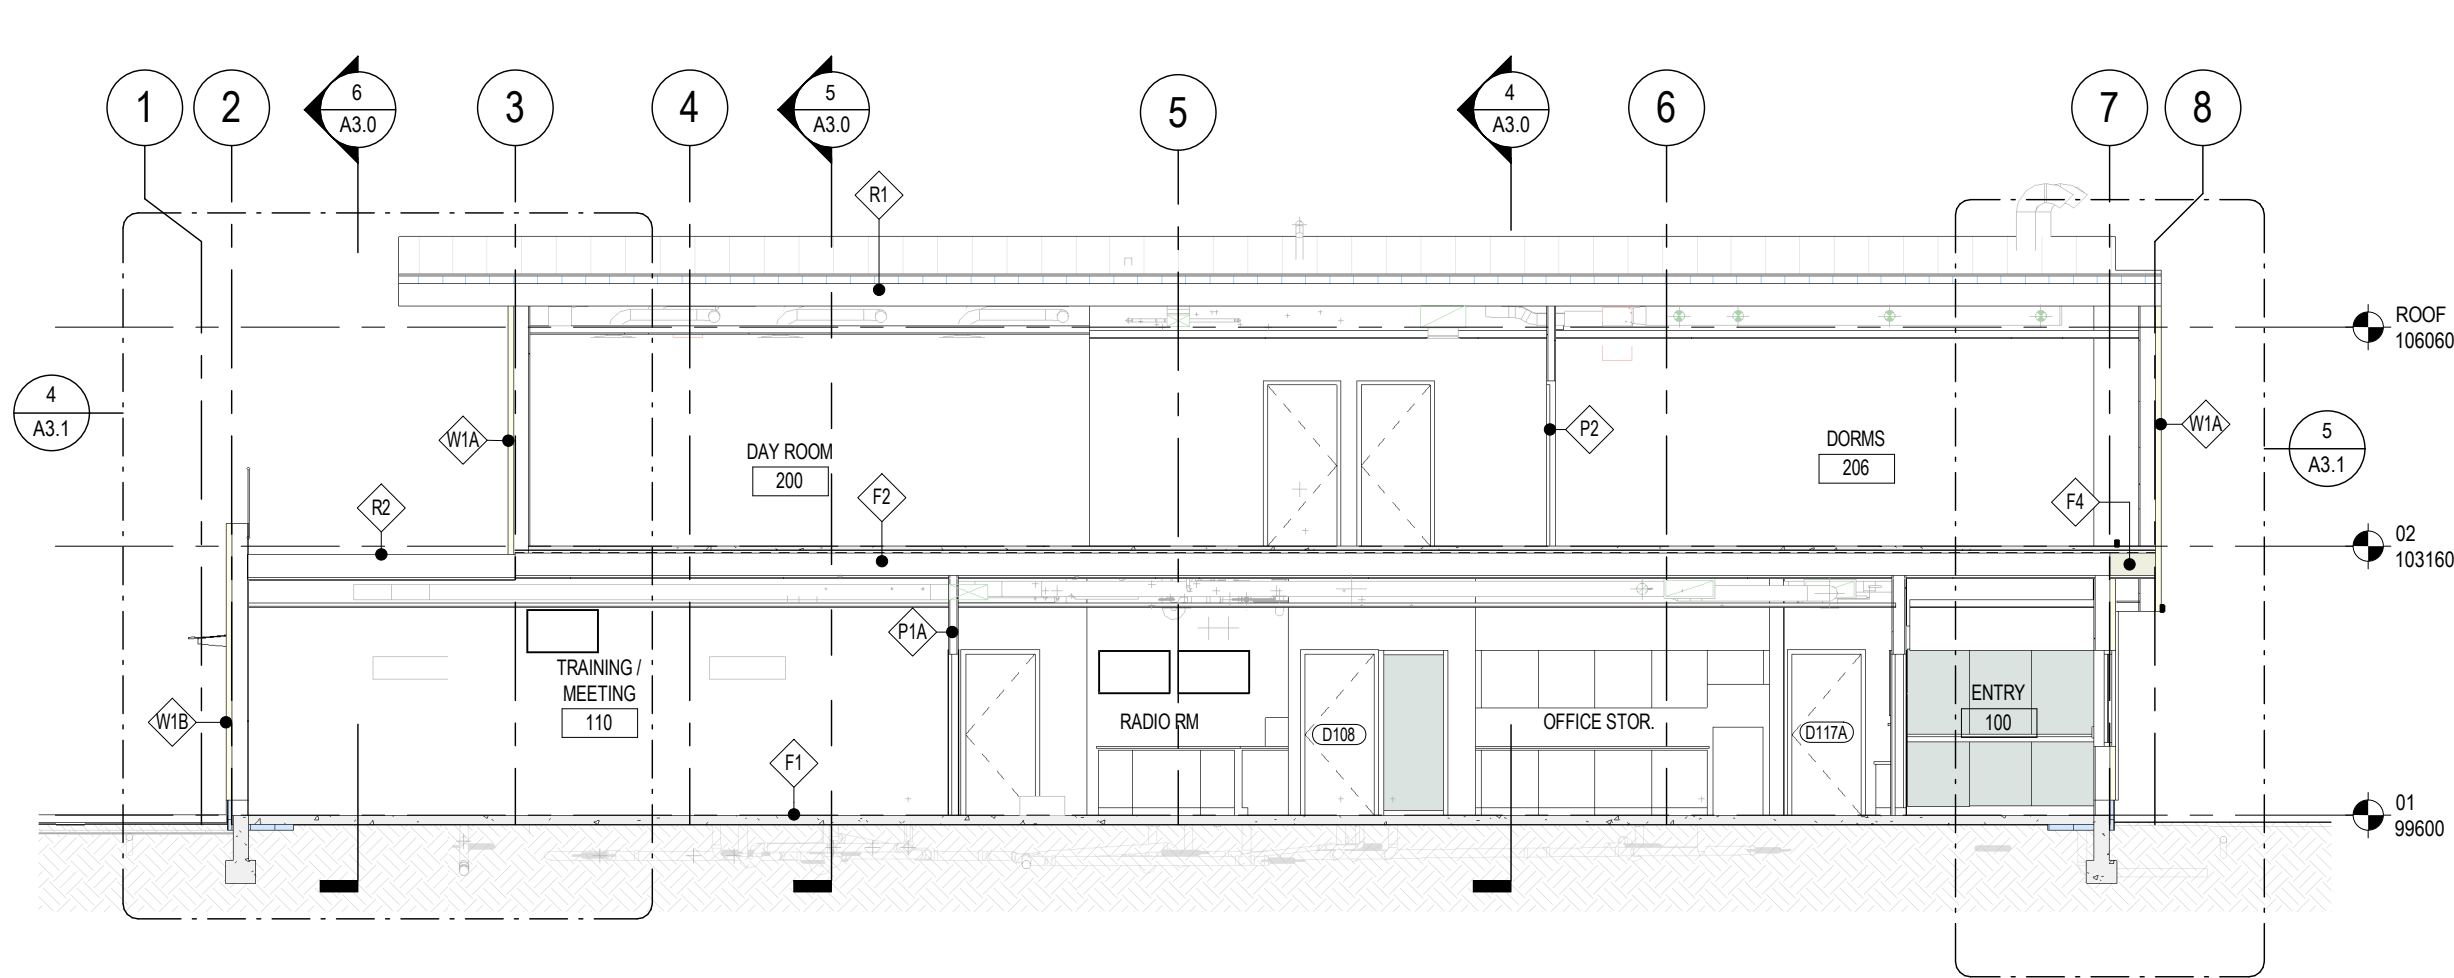 1
2
6
A3.0
3
4
5
A3.0
5
4
A3.0
6
7
8
R1
ROOF
106060
4
A3.1
W1A
DAY ROOM
200
F2
R2
P2
DORMS
206
W1A
5
A3.1
F4
02
103160
P1A
TRAINING /
MEETING
110
W1B
F1
RADIO RM
D108
OFFICE STOR.
D117A
ENTRY
100
01
99600